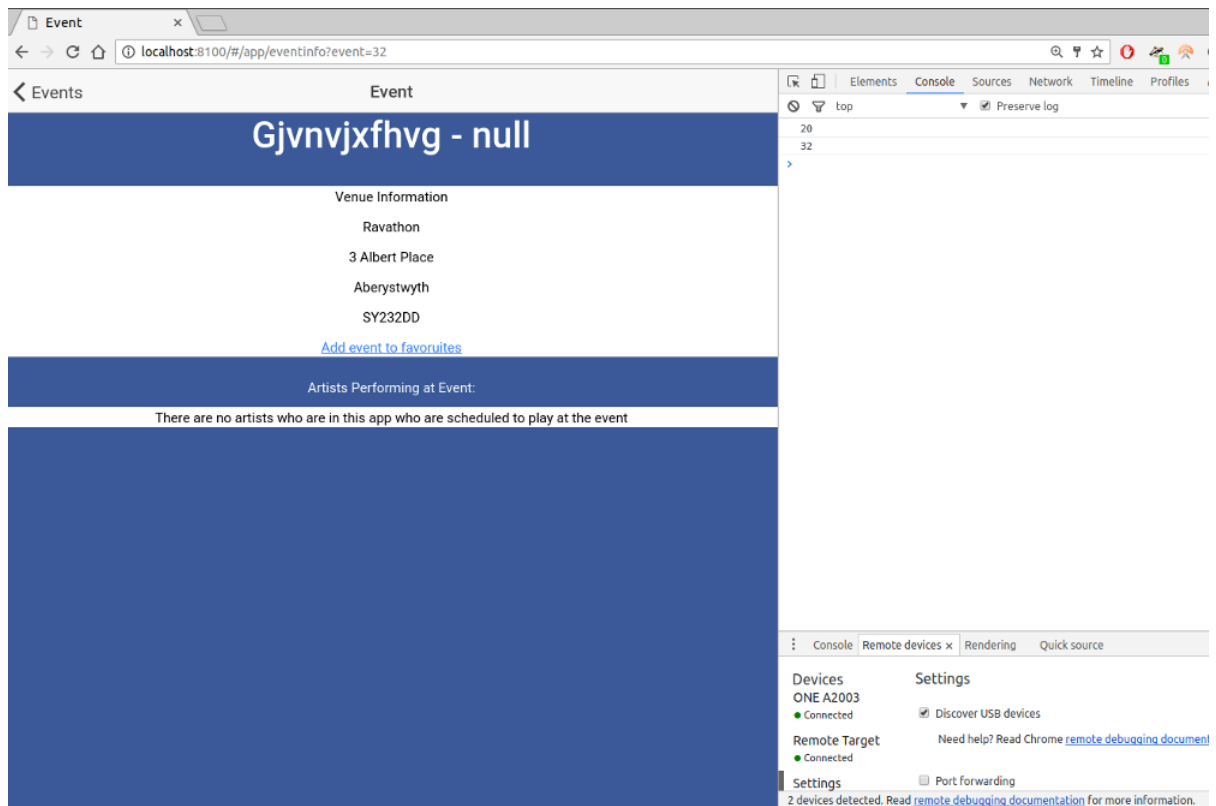 Event
localhost:8100/#/app/eventinfo?event=32
Events
Event
Gjvnvjxfhvg - null
Venue Information
Ravathon
3 Albert Place
Aberystwyth
SY232DD
Add event to favoruites
Artists Performing at Event:
There are no artists who are in this app who are scheduled to play at the event
Elements Console Sources Network Timeline Profiles
top Preserve log
20
32
>
Console Remote devices × Rendering Quick source
Devices
ONE A2003
Connected
Remote Target
Connected
Settings
Settings
Discover USB devices
Need help? Read Chrome remote debugging document
Port forwarding
2 devices detected. Read remote debugging documentation for more information.